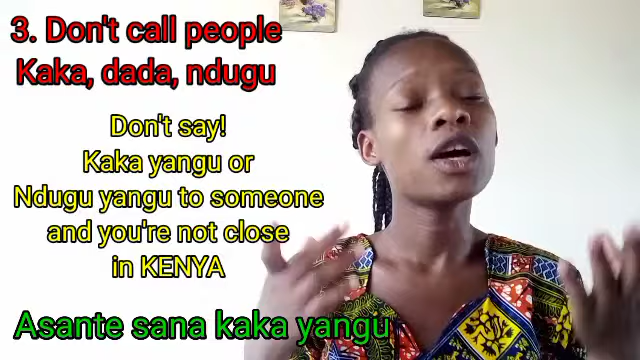 3. Don't call people
Kaka, dada, ndugu
Don't say!
Kaka yangu or
Ndugu yangu to someone
and you're not close
in KENYA
Asante sana kaka yangu